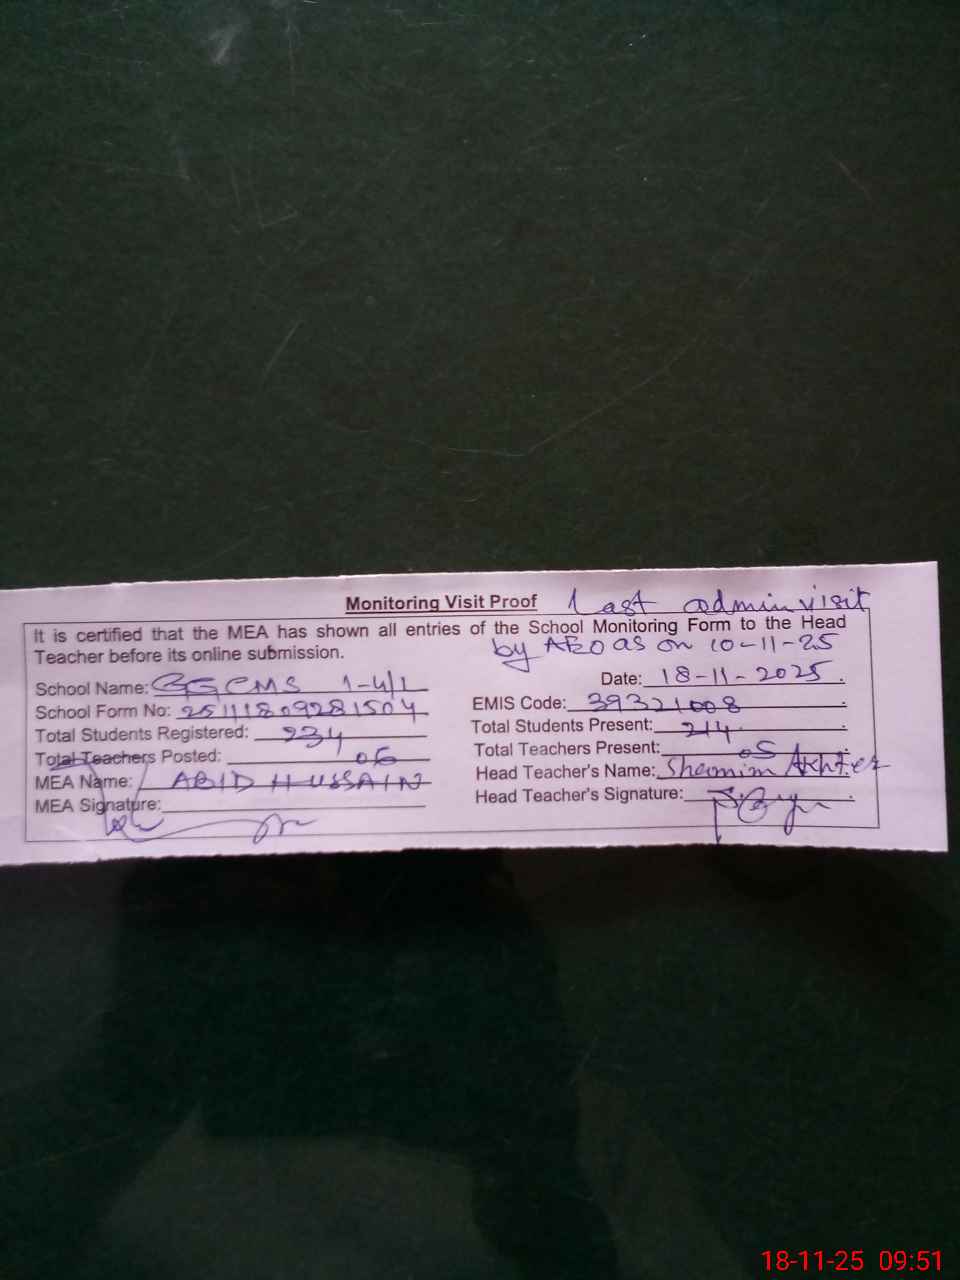 Monitoring Visit Proof Last admin visit
It is certified that the MEA has shown all entries of the School Monitoring Form to the Head
Teacher before its online submission. by AEO as on 10-11-25
Date: 18-11-2025.
School Name: GGCMS 1-4/L
EMIS Code: 39321008
School Form No: 25111809281504
Total Students Present: 214
Total Students Registered: 234
Total Teachers Present: 05
Total Teachers Posted: 06
Head Teacher's Name: Shamim Akhter
MEA Name: ABID HUSSAIN
Head Teacher's Signature:
MEA Signature:
18-11-25 09:51